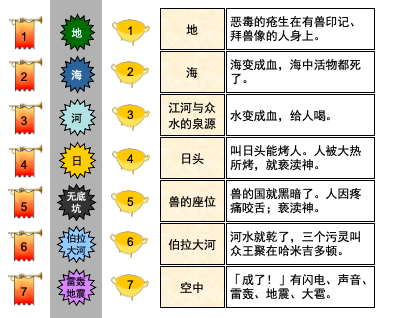 1 地 1 地 恶毒的疮生在有兽印记、
拜兽像的人身上。
2 海 2 海 海变成血，海中活物都死
了。
3 河 3 江河与众
水的泉源 水变成血，给人喝。
4 日 4 日头 叫日头能烤人。人被大热
所烤，就亵渎神。
5 无底
坑 5 兽的座位 兽的国就黑暗了。人因疼
痛咬舌；亵渎神。
6 伯拉
大河 6 伯拉大河 河水就乾了，三个污灵叫
众王聚在哈米吉多顿。
7 雷轰
地震 7 空中 「成了！」有闪电、声音、
雷轰、地震、大雹。